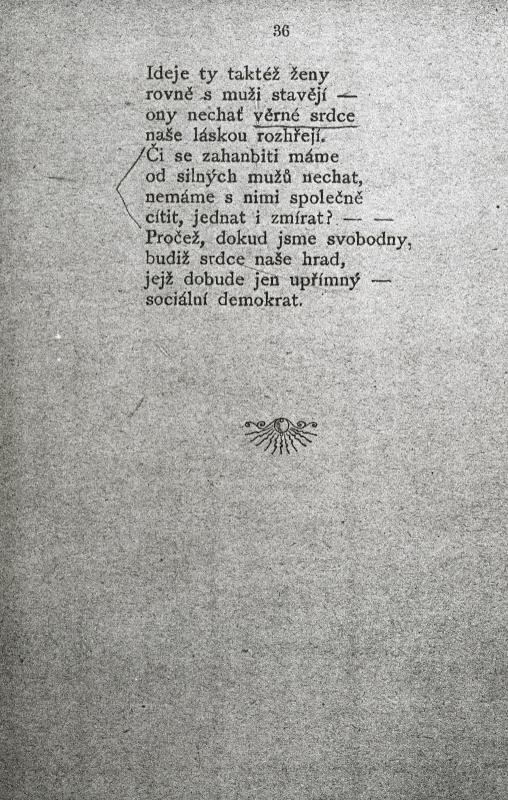 36
Ideje ty taktéž ženy
rovně s muži stavějí —
ony nechať věrné srdce
naše láskou rozhřejí.
Či se zahanbiti máme
od silných mužů nechat,
nemáme s nimi společně
cítit, jednat i zmírat? — —
Pročež, dokud jsme svobodny,
budiž srdce naše hrad,
jejž dobude jen upřímný —
sociální demokrat.